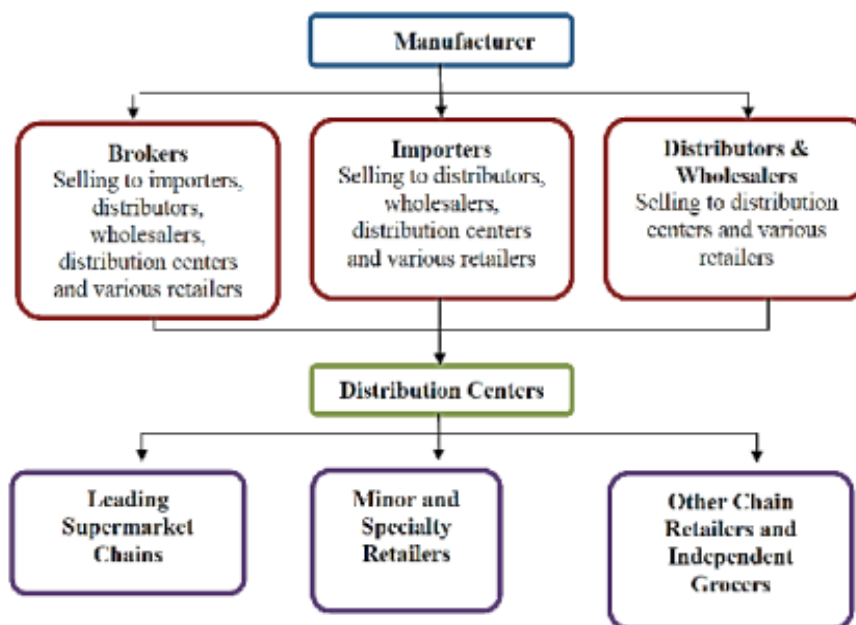 Manufacturer
Brokers
Selling to importers,
distributors,
wholesalers,
distribution centers
and various retailers
Importers
Selling to distributors,
wholesalers,
distribution centers
and various retailers
Distributors &
Wholesalers
Selling to distribution
centers and various
retailers
Distribution Centers
Leading
Supermarket
Chains
Minor and
Specialty
Retailers
Other Chain
Retailers and
Independent
Grocers